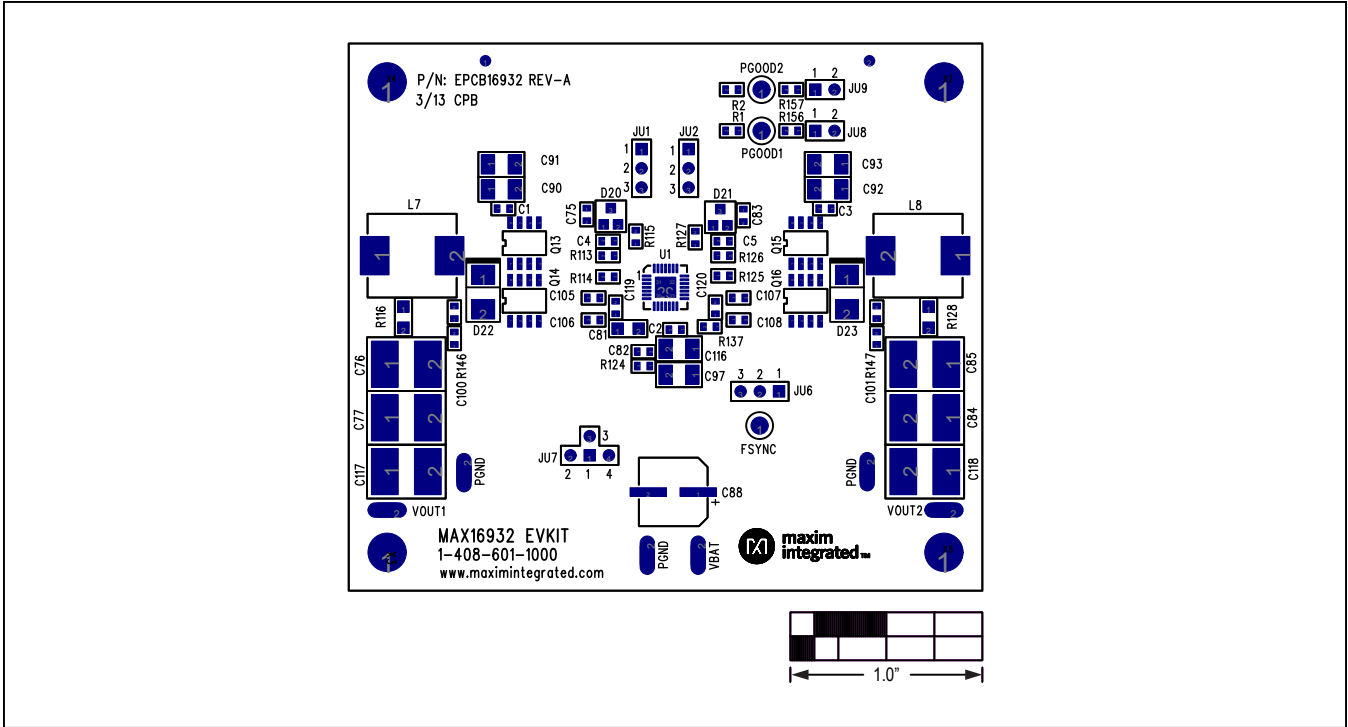 P/N: EPCB16932 REV-A
3/13 CPB
PGOOD2
1 2
JU9
R2
R157
R1
R156
1 2
JU8
PGOOD1
JU1
JU2
1
2
3
1
2
3
C91
C90
C93
C92
C1
C3
L7
L8
D20
D21
C75
C83
R115
R127
C4
C5
R113
R126
U1
1
R114
R125
Q13
Q14
Q15
Q16
C105
C119
C120
C107
C106
C108
C81
C2
R137
R116
R128
D22
D23
C82
C116
R124
C97
C76
R146
C100
R147
C101
C85
3 2 1
JU6
C77
C84
FSYNC
3
JU7
2 1 4
C117
PGND
PGND
C118
C88
+
VOUT1
VOUT2
MAX16932 EVKIT
1-408-601-1000
www.maximintegrated.com
PGND
VBAT
maxim
integrated™
1.0"